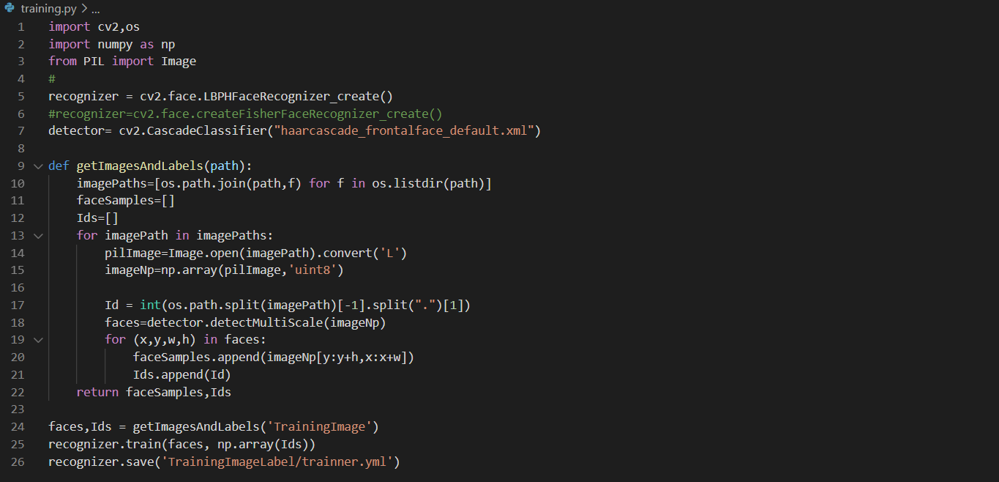 training.py > ...
1 import cv2,os
2 import numpy as np
3 from PIL import Image
4 #
5 recognizer = cv2.face.LBPHFaceRecognizer_create()
6 #recognizer=cv2.face.createFisherFaceRecognizer_create()
7 detector= cv2.CascadeClassifier("haarcascade_frontalface_default.xml")
8
9 def getImagesAndLabels(path):
10     imagePaths=[os.path.join(path,f) for f in os.listdir(path)]
11     faceSamples=[]
12     Ids=[]
13     for imagePath in imagePaths:
14         pilImage=Image.open(imagePath).convert('L')
15         imageNp=np.array(pilImage,'uint8')
16
17         Id = int(os.path.split(imagePath)[-1].split(".")[1])
18         faces=detector.detectMultiScale(imageNp)
19         for (x,y,w,h) in faces:
20             faceSamples.append(imageNp[y:y+h,x:x+w])
21             Ids.append(Id)
22     return faceSamples,Ids
23
24 faces,Ids = getImagesAndLabels('TrainingImage')
25 recognizer.train(faces, np.array(Ids))
26 recognizer.save('TrainingImageLabel/trainner.yml')